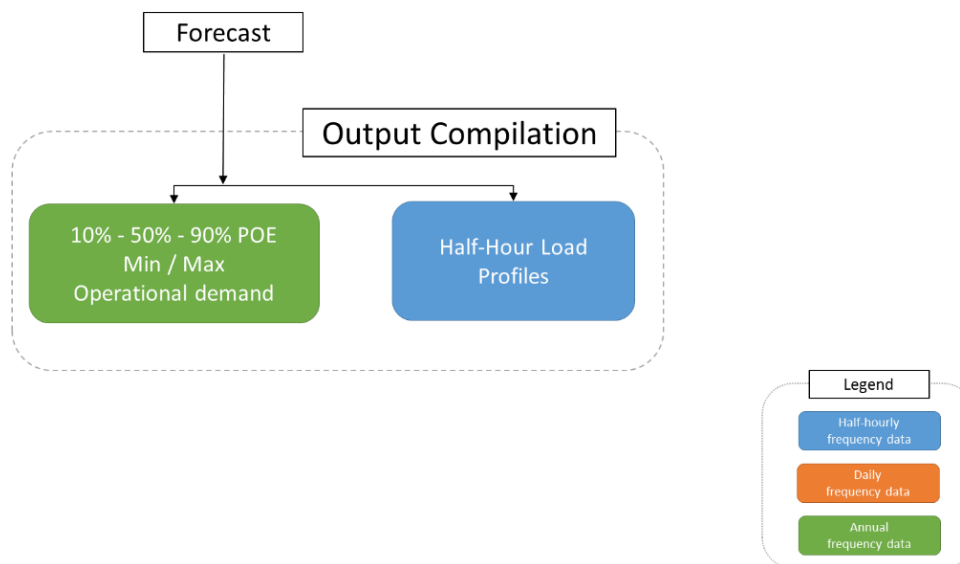 Forecast
Output Compilation
10% - 50% - 90% POE
Min / Max
Operational demand
Half-Hour Load
Profiles
Legend
Half-hourly
frequency data
Daily
frequency data
Annual
frequency data